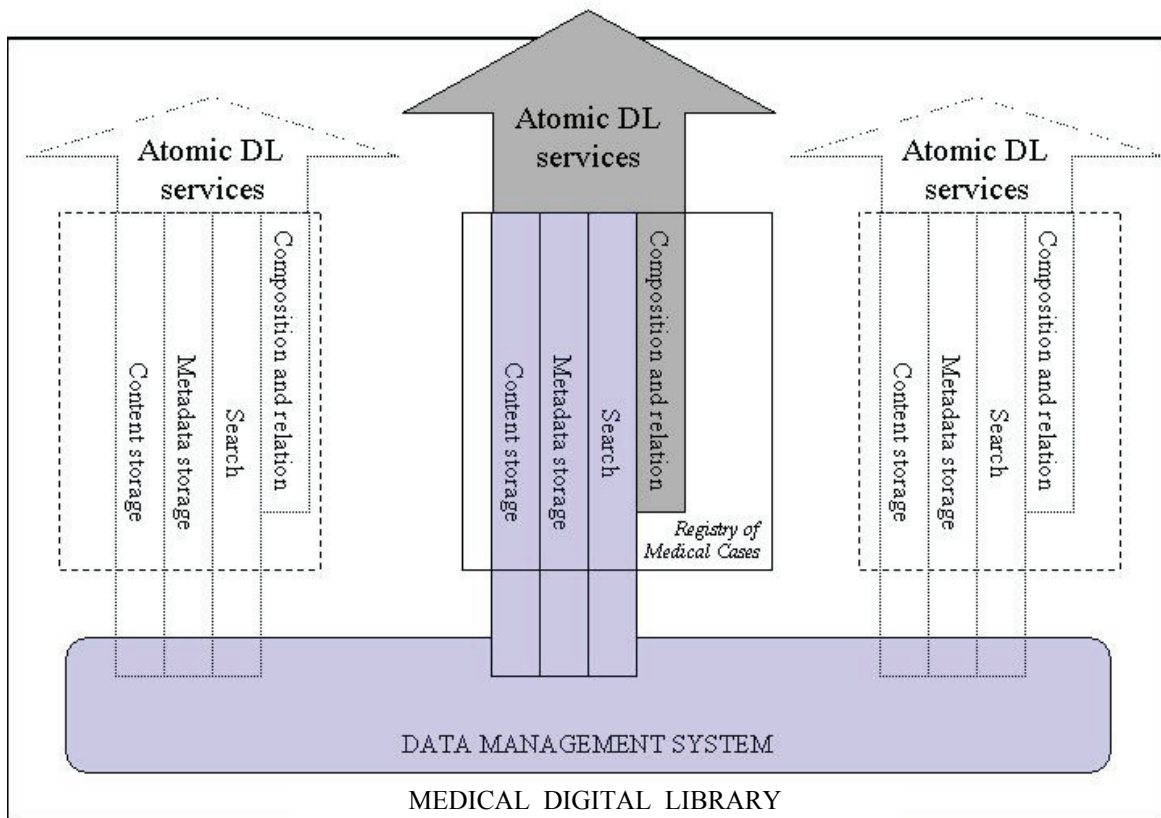 Atomic DL
services
Content storage
Metadata storage
Search
Composition and relation
Atomic DL
services
Content storage
Metadata storage
Search
Composition and relation
Registry of
Medical Cases
Atomic DL
services
Content storage
Metadata storage
Search
Composition and relation
DATA MANAGEMENT SYSTEM
MEDICAL DIGITAL LIBRARY